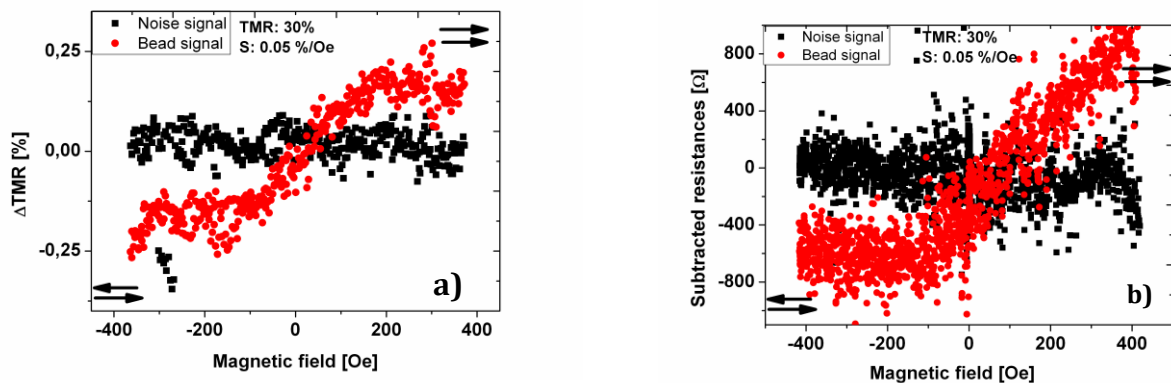 Noise signal
Bead signal
TMR: 30%
S: 0.05 %/Oe
0,25
0,00
-0,25
ΔTMR [%]
-400 -200 0 200 400
Magnetic field [Oe]
a)
Noise signal
Bead signal
TMR: 30%
S: 0.05 %/Oe
800
400
0
-400
-800
Subtracted resistances [Ω]
-400 -200 0 200 400
Magnetic field [Oe]
b)